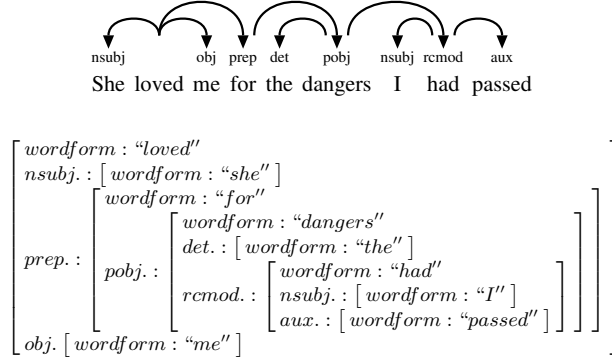 nsubj obj prep det pobj nsubj rcmod aux
She loved me for the dangers I had passed
wordform : “loved″
nsubj. : [ wordform : “she″ ]
wordform : “for″
wordform : “dangers″
det. : [ wordform : “the″ ]
prep. : pobj. : wordform : “had″
rcmod. : nsubj. : [ wordform : “I″ ]
aux. : [ wordform : “passed″ ]
obj. [ wordform : “me″ ]